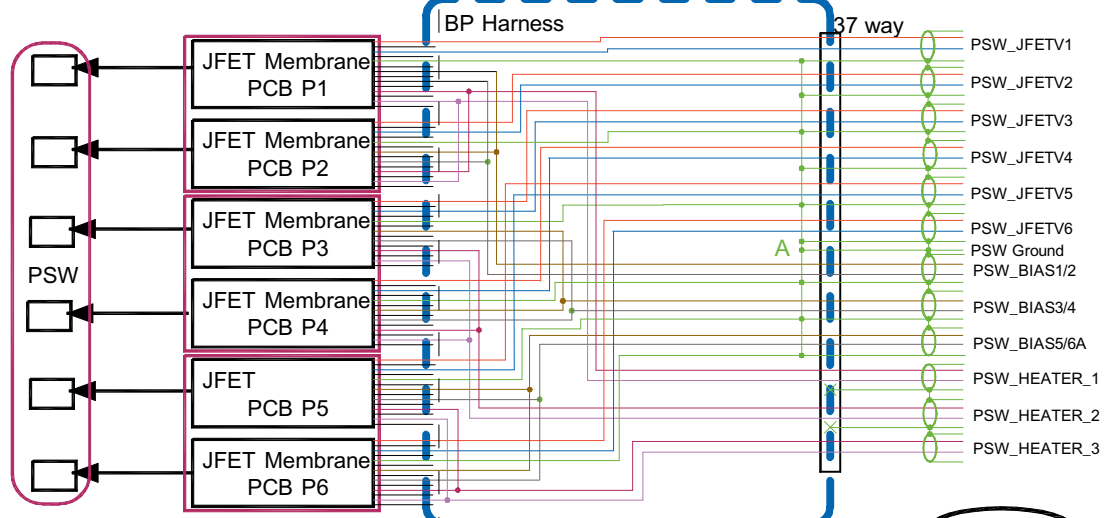 BP Harness
37 way
JFET Membrane
PCB P1
JFET Membrane
PCB P2
JFET Membrane
PCB P3
JFET Membrane
PCB P4
JFET
PCB P5
JFET Membrane
PCB P6
PSW
A
PSW_JFETV1
PSW_JFETV2
PSW_JFETV3
PSW_JFETV4
PSW_JFETV5
PSW_JFETV6
PSW Ground
PSW_BIAS1/2
PSW_BIAS3/4
PSW_BIAS5/6A
PSW_HEATER_1
PSW_HEATER_2
PSW_HEATER_3